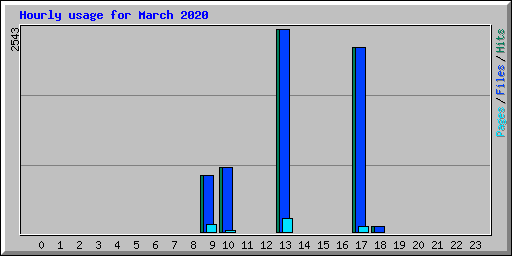 Hourly usage for March 2020
2543
Pages/Files/Hits
0 1 2 3 4 5 6 7 8 9 10 11 12 13 14 15 16 17 18 19 20 21 22 23